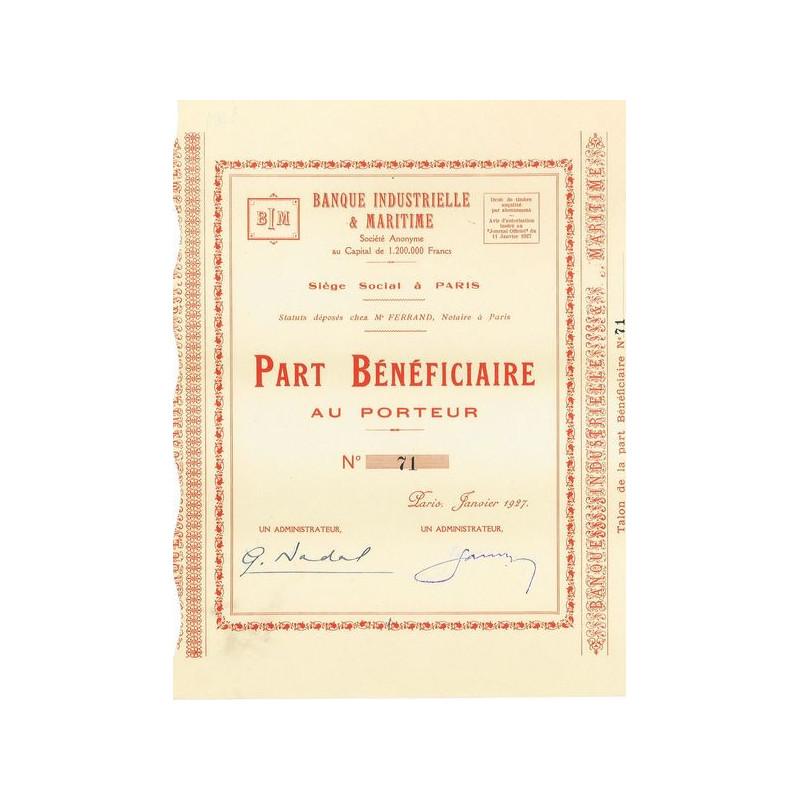 BIM
BANQUE INDUSTRIELLE
& MARITIME
Société Anonyme
au Capital de 1.200.000 Francs
Droit de timbre
acquitté
par abonnement
Avis d'autorisation
inséré au
"Journal Officiel" du
11 Janvier 1927
Siège Social à PARIS
Statuts déposés chez Me FERRAND, Notaire à Paris
PART BÉNÉFICIAIRE
AU PORTEUR
No 71
Paris, Janvier 1927.
UN ADMINISTRATEUR,
UN ADMINISTRATEUR,
G. Nadal
BANQUE INDUSTRIELLE & MARITIME
Talon de la part Bénéficiaire No 71